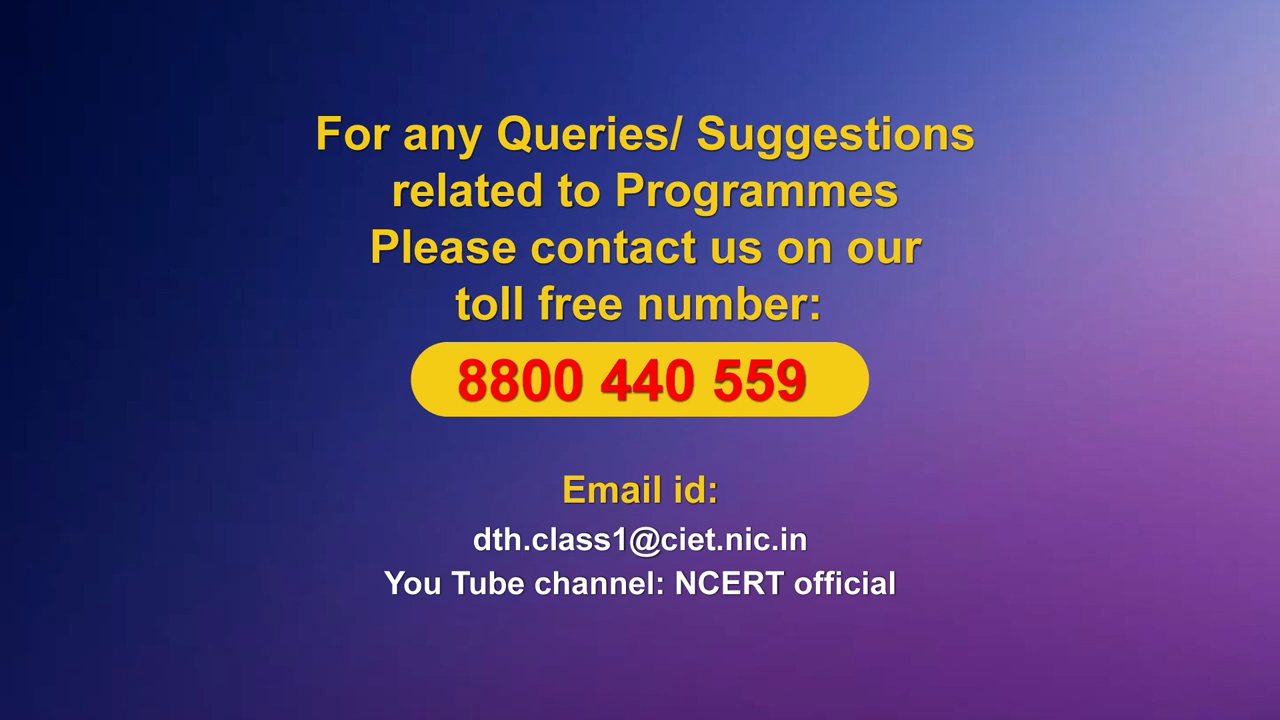 For any Queries/ Suggestions
related to Programmes
Please contact us on our
toll free number:
8800 440 559
Email id:
dth.class1@ciet.nic.in
You Tube channel: NCERT official